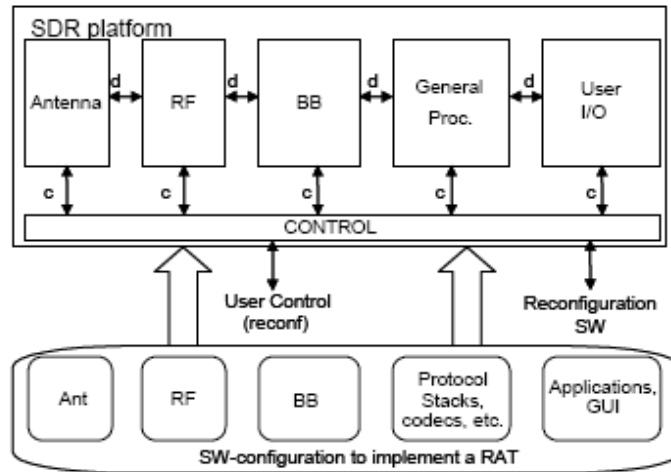 SDR platform
Antenna
d
RF
d
BB
d
General
Proc.
d
User
I/O
c
c
c
c
c
CONTROL
User Control
(reconf)
Reconfiguration
SW
Ant
RF
BB
Protocol
Stacks,
codecs, etc.
Applications,
GUI
SW-configuration to implement a RAT